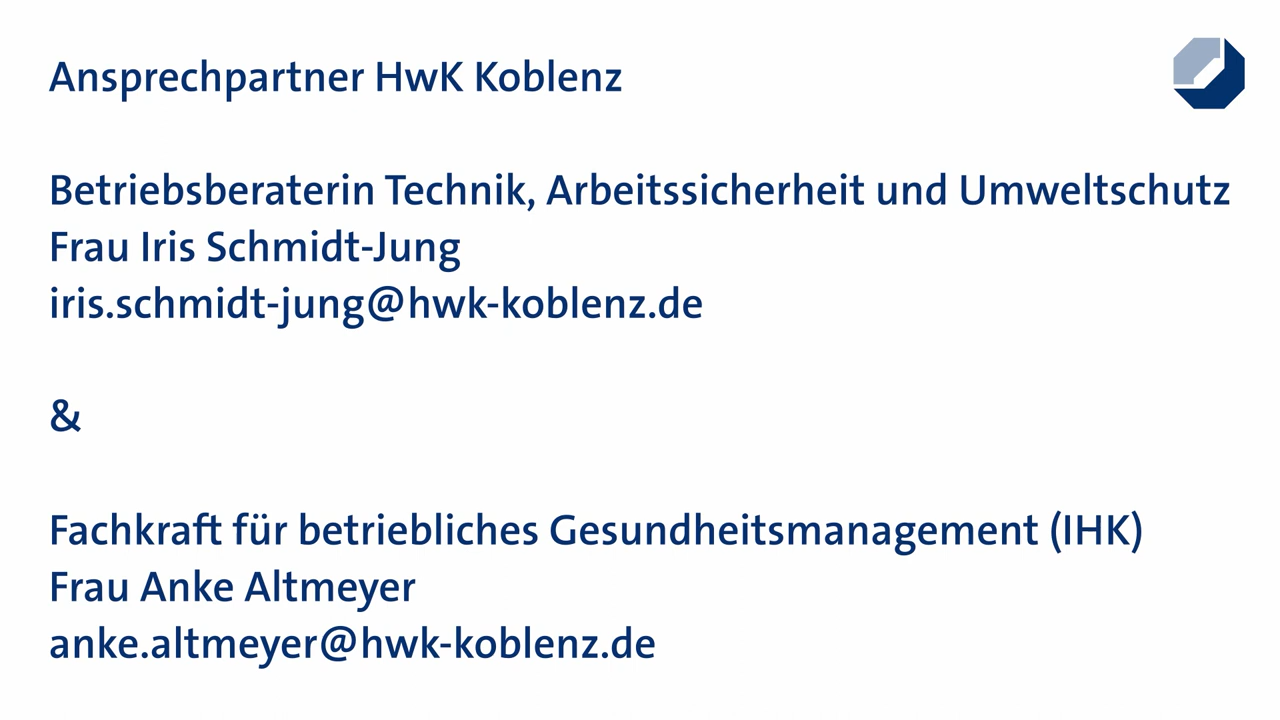 Ansprechpartner HwK Koblenz
Betriebsberaterin Technik, Arbeitssicherheit und Umweltschutz
Frau Iris Schmidt-Jung
iris.schmidt-jung@hwk-koblenz.de
&
Fachkraft für betriebliches Gesundheitsmanagement (IHK)
Frau Anke Altmeyer
anke.altmeyer@hwk-koblenz.de